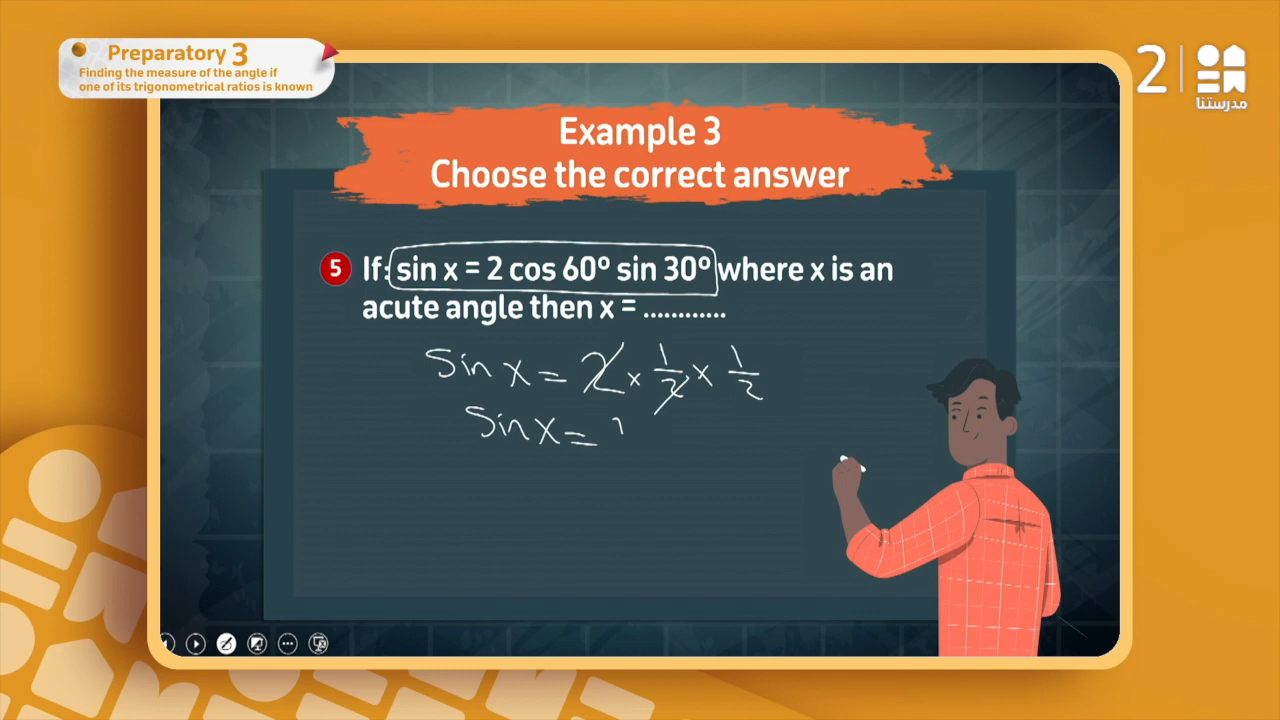 Preparatory 3
Finding the measure of the angle if
one of its trigonometrical ratios is known
2
مدرستنا
Example 3
Choose the correct answer
5 If: sin x = 2 cos 60º sin 30º where x is an
acute angle then x = ............
sin x = 2 × 1/2 × 1/2
sin x =